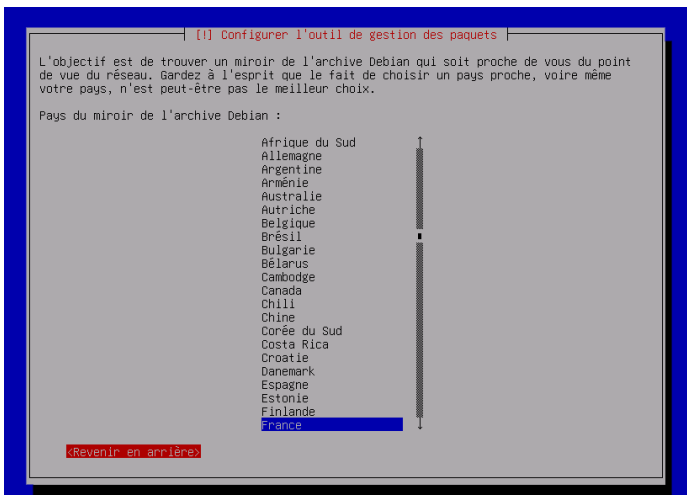 [!] Configurer l'outil de gestion des paquets
L'objectif est de trouver un miroir de l'archive Debian qui soit proche de vous du point
de vue du réseau. Gardez à l'esprit que le fait de choisir un pays proche, voire même
votre pays, n'est peut-être pas le meilleur choix.
Pays du miroir de l'archive Debian :
Afrique du Sud
Allemagne
Argentine
Arménie
Australie
Autriche
Belgique
Brésil
Bulgarie
Bélarus
Cambodge
Canada
Chili
Chine
Corée du Sud
Costa Rica
Croatie
Danemark
Espagne
Estonie
Finlande
France
<Revenir en arrière>